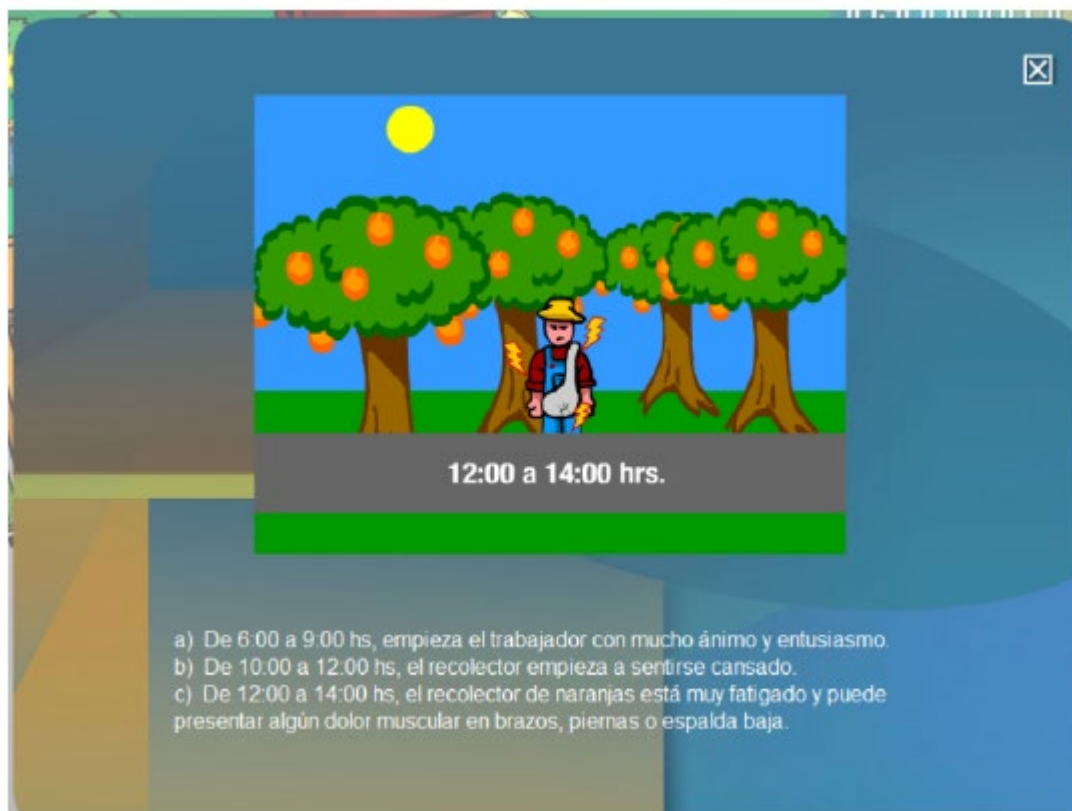 12:00 a 14:00 hrs.
a) De 6:00 a 9:00 hs, empieza el trabajador con mucho ánimo y entusiasmo.
b) De 10:00 a 12:00 hs, el recolector empieza a sentirse cansado.
c) De 12:00 a 14:00 hs, el recolector de naranjas está muy fatigado y puede
presentar algún dolor muscular en brazos, piernas o espalda baja.